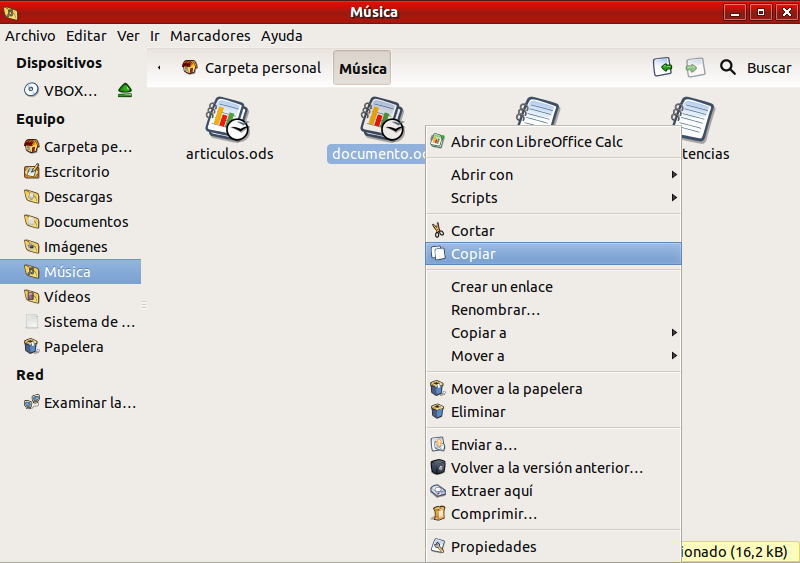 Música
Archivo Editar Ver Ir Marcadores Ayuda
Dispositivos
VBOX...
Equipo
Carpeta pe...
Escritorio
Descargas
Documentos
Imágenes
Música
Vídeos
Sistema de ...
Papelera
Red
Examinar la...
Carpeta personal Música Buscar
articulos.ods
documento.od
tencias
Abrir con LibreOffice Calc
Abrir con
Scripts
Cortar
Copiar
Crear un enlace
Renombrar...
Copiar a
Mover a
Mover a la papelera
Eliminar
Enviar a...
Volver a la versión anterior...
Extraer aquí
Comprimir...
Propiedades
ionado (16,2 kB)